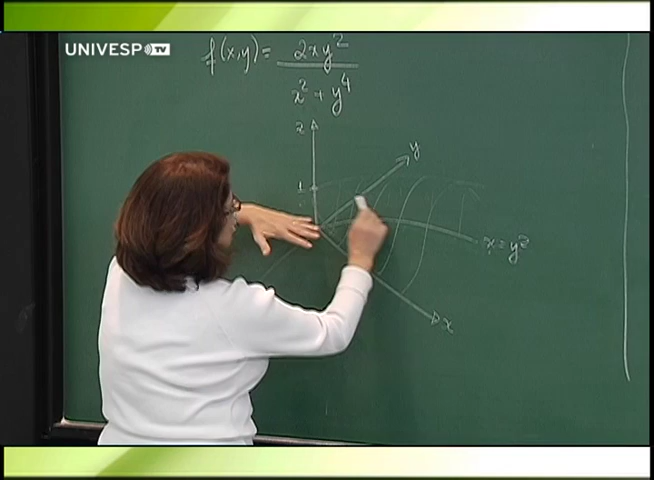 UNIVESP TV
f(x,y) = 2xy²
x² + y⁴
z
y
1
x = y²
x